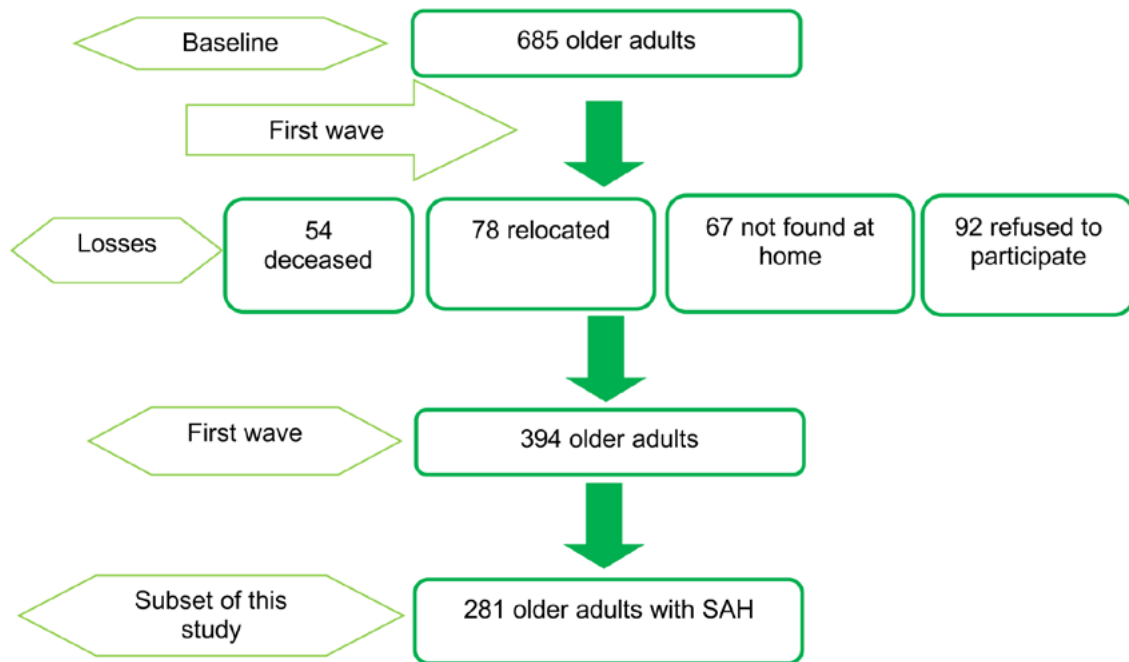 Baseline
685 older adults
First wave
Losses
54
deceased
78 relocated
67 not found at
home
92 refused to
participate
First wave
394 older adults
Subset of this
study
281 older adults with SAH